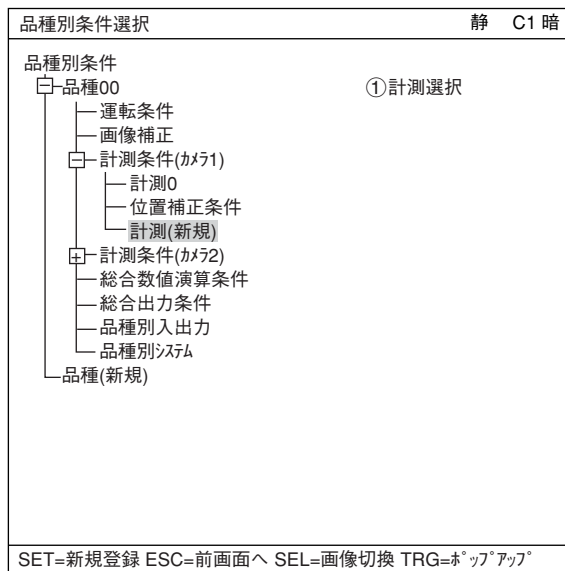 品種別条件選択 静 C1 暗
品種別条件
品種00 ①計測選択
運転条件
画像補正
計測条件(ｶﾒﾗ1)
計測0
位置補正条件
計測(新規)
計測条件(ｶﾒﾗ2)
総合数値演算条件
総合出力条件
品種別入出力
品種別ｼｽﾃﾑ
品種(新規)
SET=新規登録 ESC=前画面へ SEL=画像切換 TRG=ﾎﾟｯﾌﾟｱｯﾌﾟ